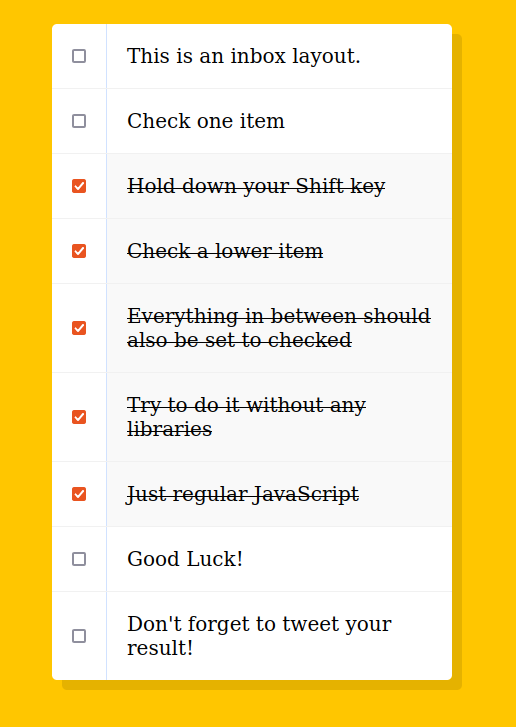 This is an inbox layout.
Check one item
Hold down your Shift key
Check a lower item
Everything in between should
also be set to checked
Try to do it without any
libraries
Just regular JavaScript
Good Luck!
Don't forget to tweet your
result!